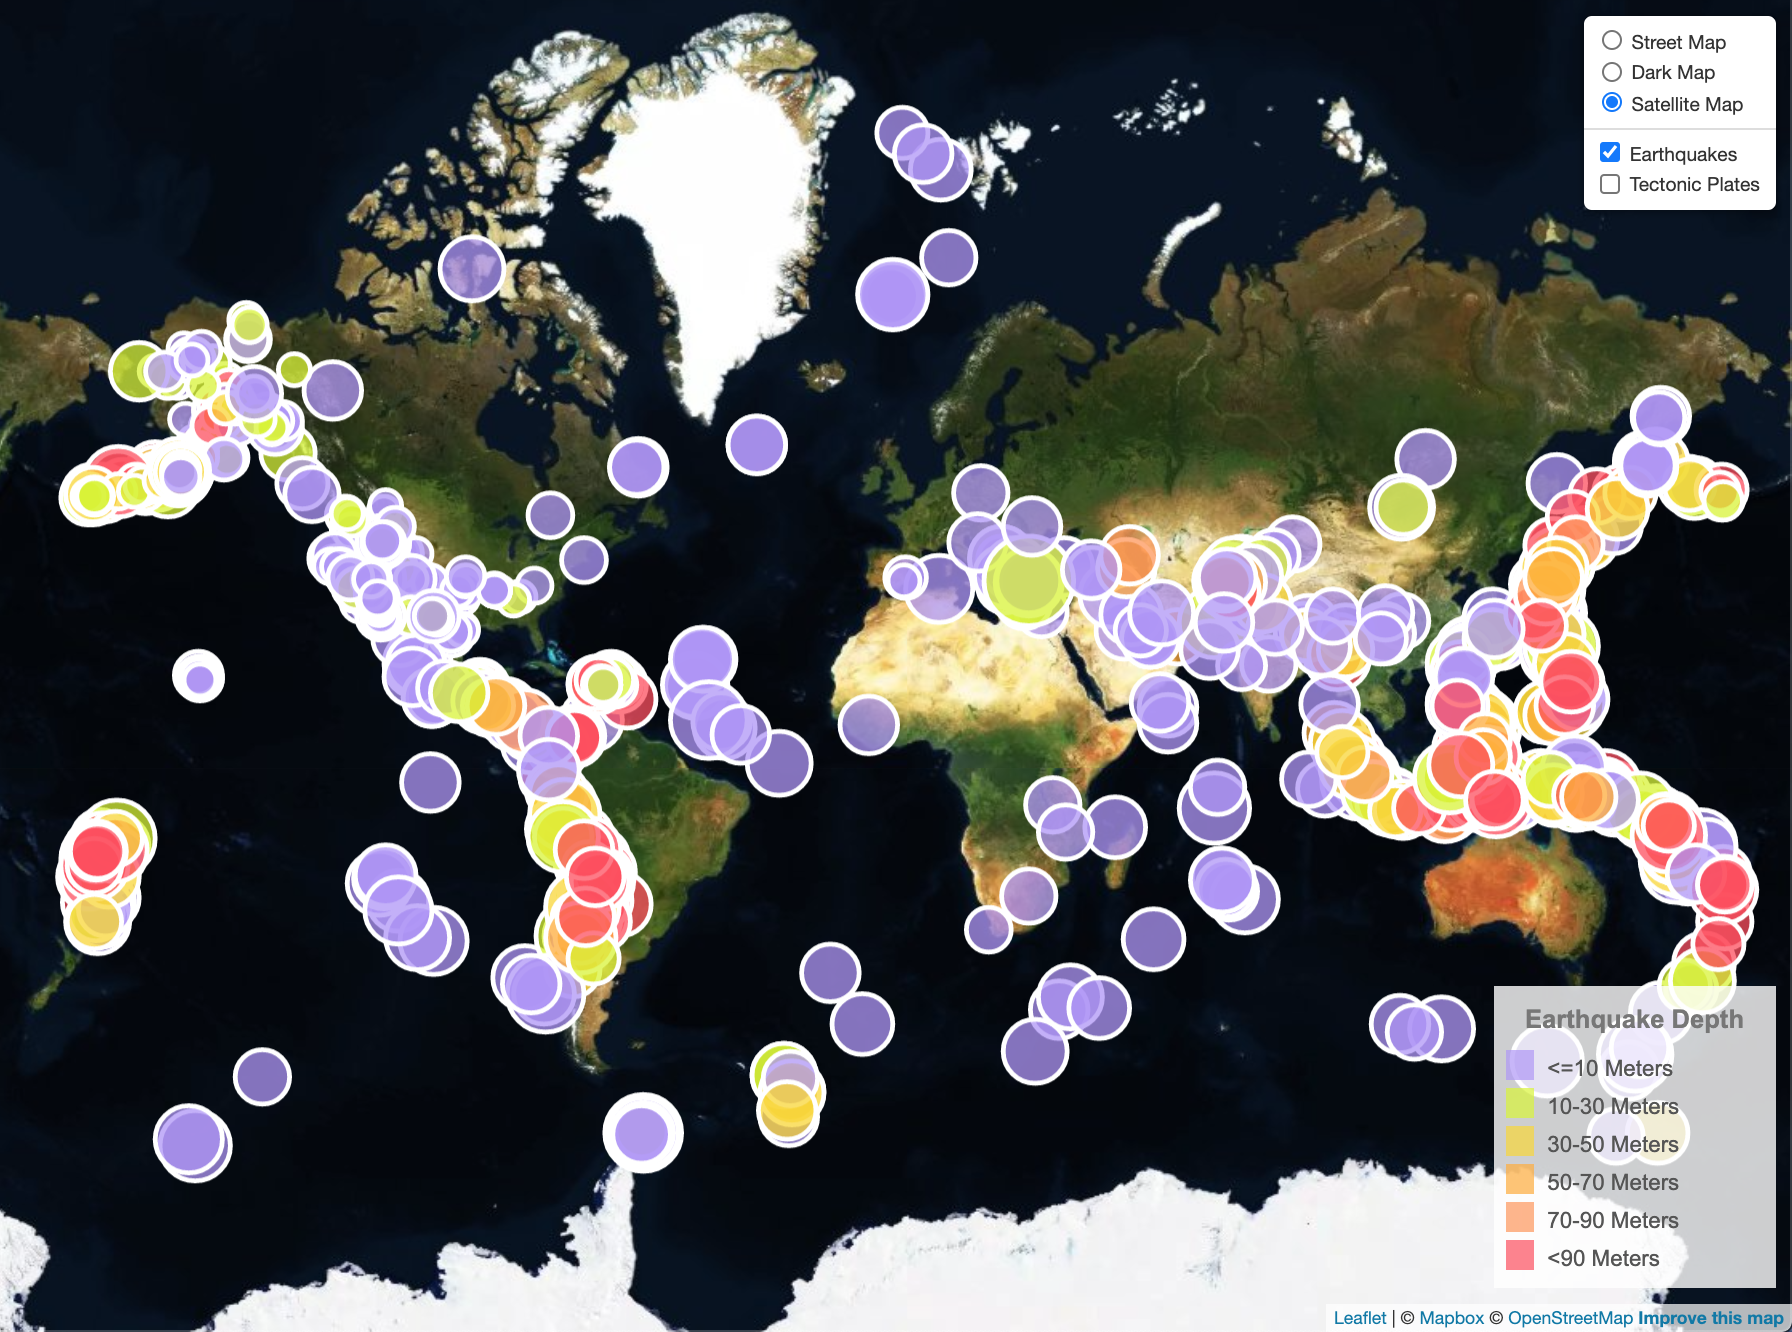 Street Map
Dark Map
Satellite Map
Earthquakes
Tectonic Plates
Earthquake Depth
<=10 Meters
10-30 Meters
30-50 Meters
50-70 Meters
70-90 Meters
<90 Meters
Leaflet | © Mapbox © OpenStreetMap Improve this map